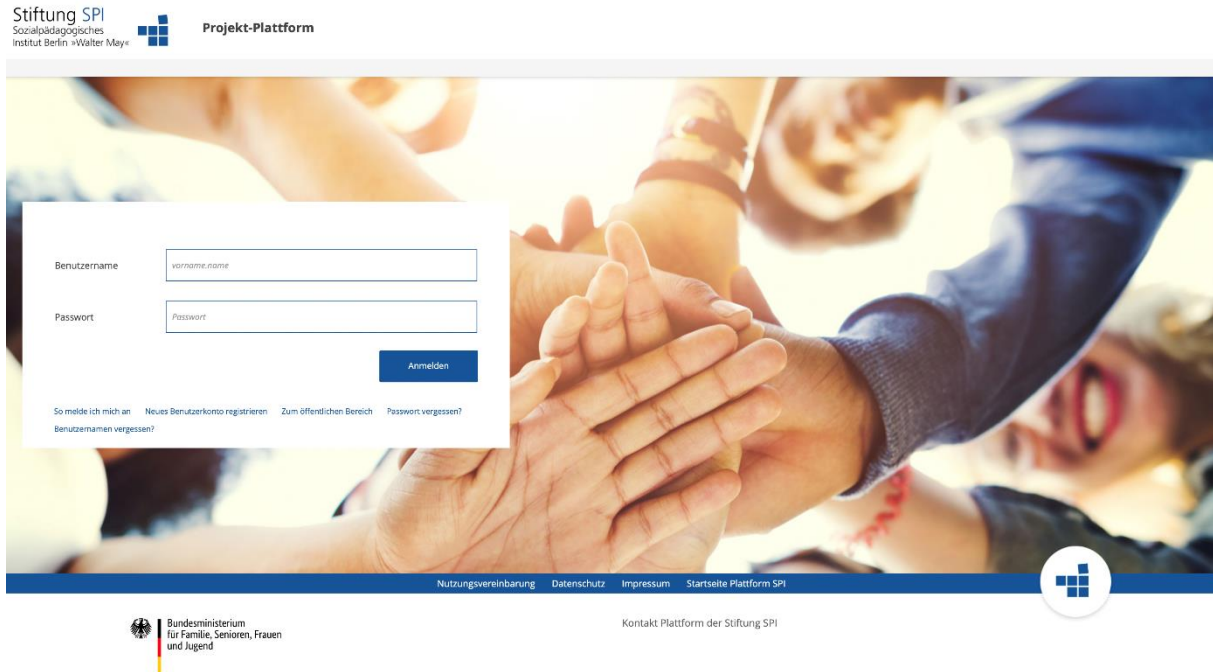 Stiftung SPI
Sozialpädagogisches
Institut Berlin »Walter May«
Projekt-Plattform
Benutzername
vorname.name
Passwort
Passwort
Anmelden
So melde ich mich an Neues Benutzerkonto registrieren Zum öffentlichen Bereich Passwort vergessen?
Benutzernamen vergessen?
Nutzungsvereinbarung Datenschutz Impressum Startseite Plattform SPI
Bundesministerium
für Familie, Senioren, Frauen
und Jugend
Kontakt Plattform der Stiftung SPI